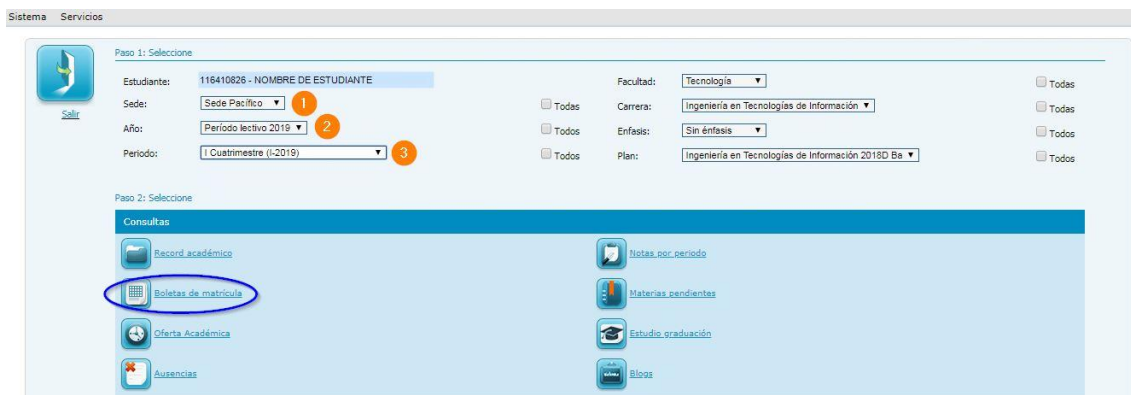 Sistema Servicios
Paso 1: Seleccione
Salir
Estudiante: 116410826 - NOMBRE DE ESTUDIANTE Facultad: Tecnología Todas
Sede: Sede Pacífico 1 Todas Carrera: Ingeniería en Tecnologías de Información Todas
Año: Período lectivo 2019 2 Todos Enfasis: Sin énfasis Todos
Periodo: I Cuatrimestre (I-2019) 3 Todos Plan: Ingeniería en Tecnologías de Información 2018D Ba Todos
Paso 2: Seleccione
Consultas
Record académico Notas por periodo
Boletas de matrícula Materias pendientes
Oferta Académica Estudio graduación
Ausencias Blogs